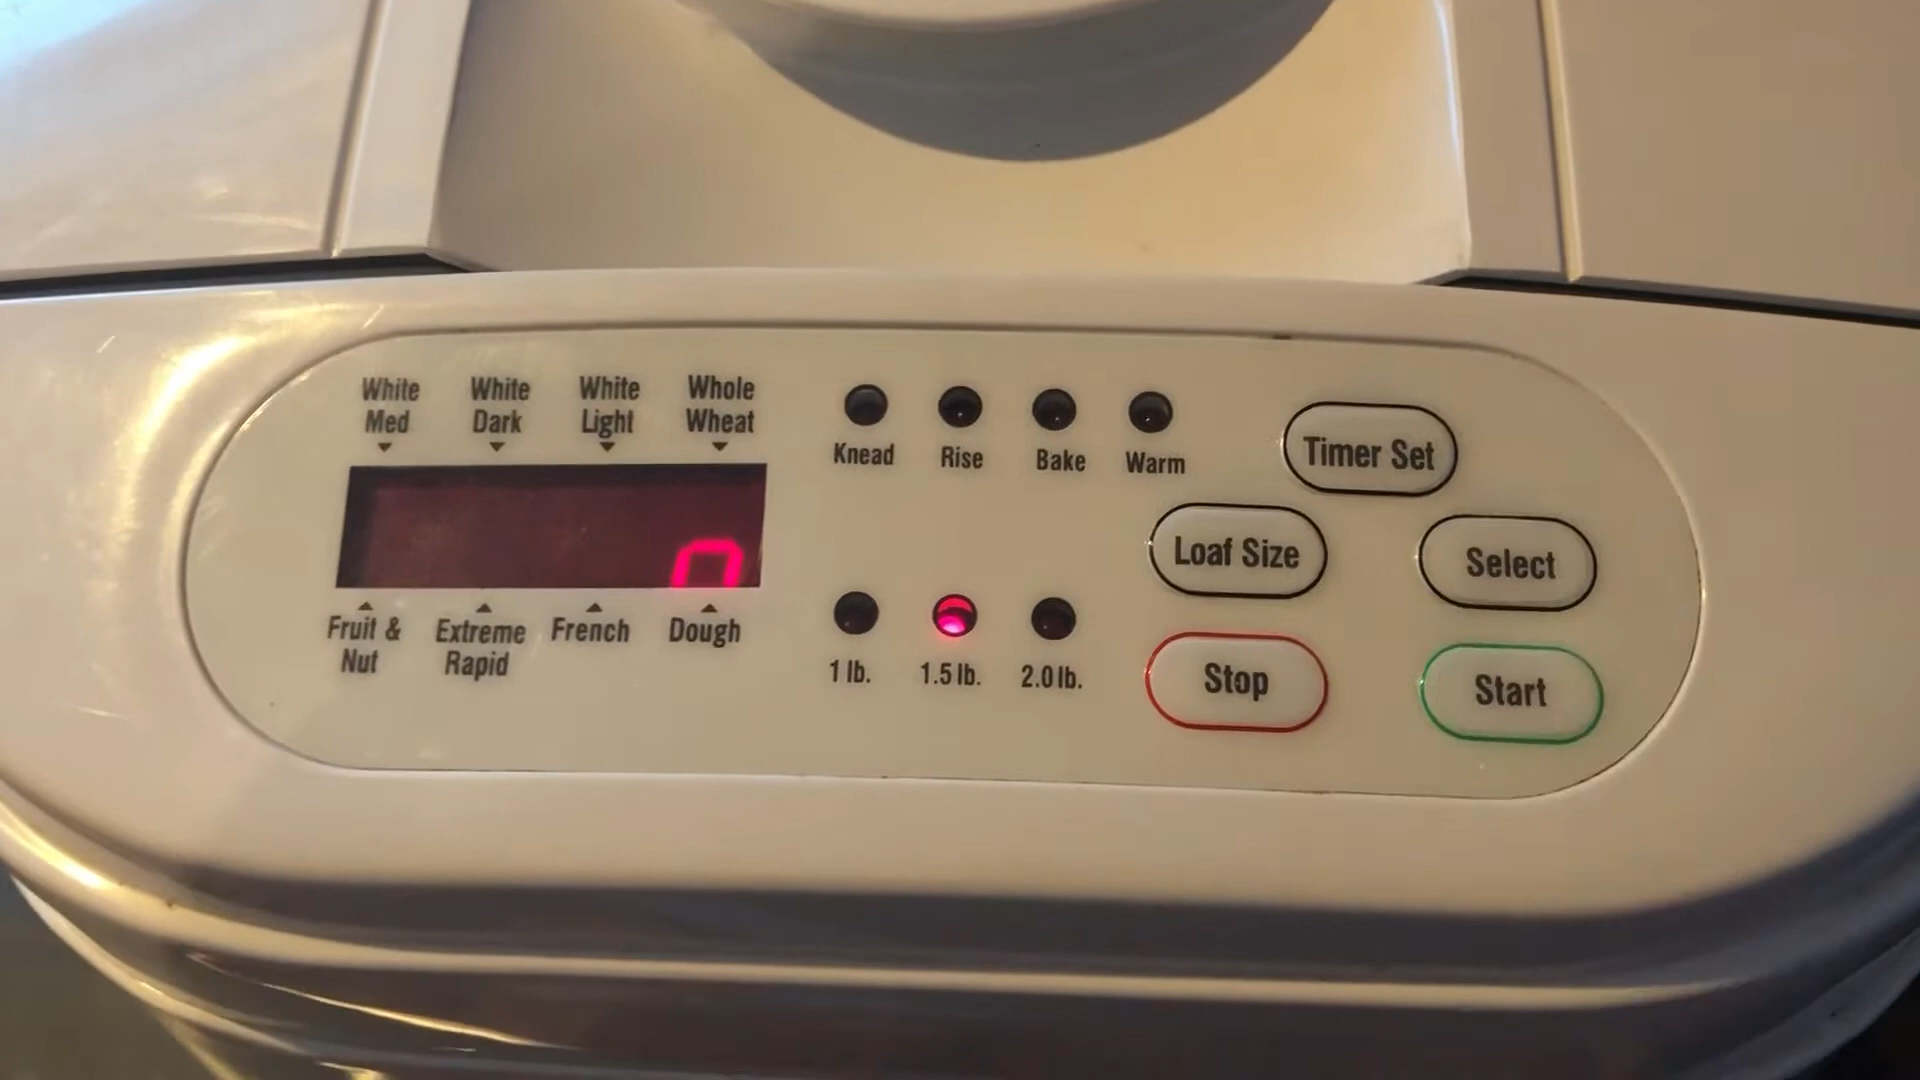 White Med
White Dark
White Light
Whole Wheat
Knead
Rise
Bake
Warm
Timer Set
Loaf Size
Select
Fruit & Nut
Extreme Rapid
French
Dough
1 lb.
1.5 lb.
2.0 lb.
Stop
Start